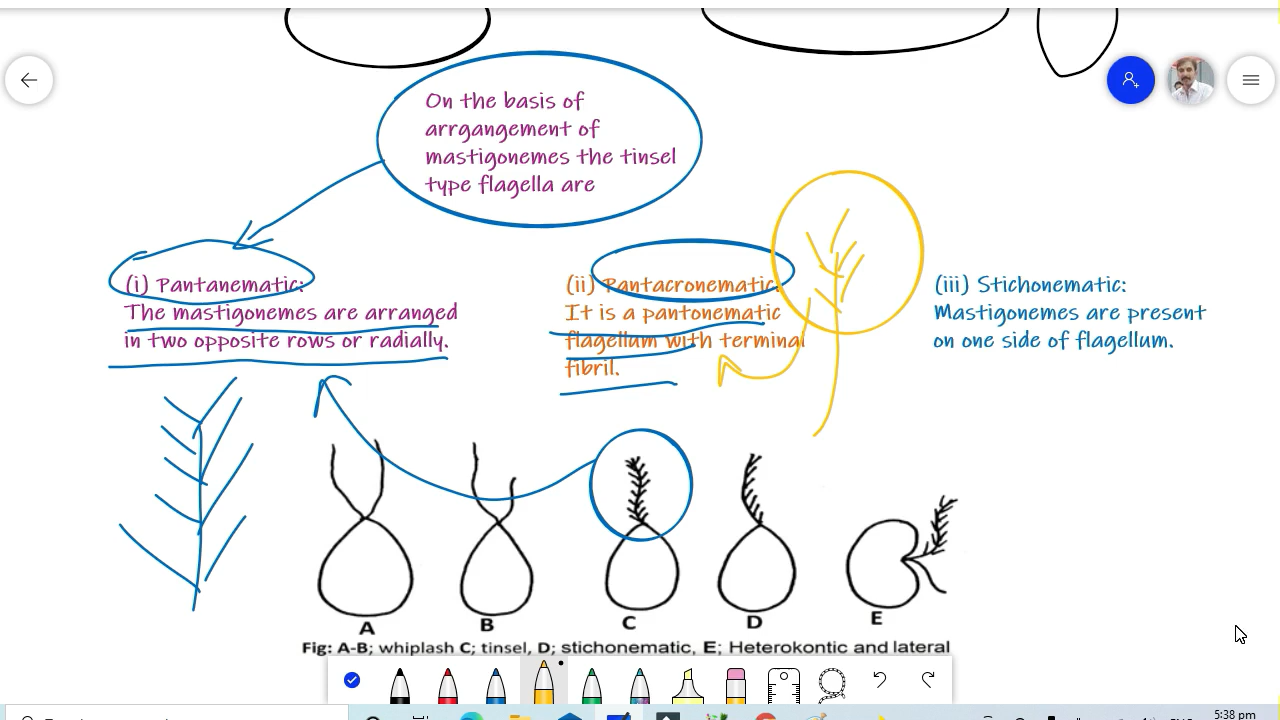 On the basis of
arrgangement of
mastigonemes the tinsel
type flagella are
(i) Pantanematic:
The mastigonemes are arranged
in two opposite rows or radially.
(ii) Pantacronematic:
It is a pantonematic
flagellum with terminal
fibril.
(iii) Stichonematic:
Mastigonemes are present
on one side of flagellum.
A
B
C
D
E
Fig: A-B; whiplash C; tinsel, D; stichonematic, E; Heterokontic and lateral
5:38 pm